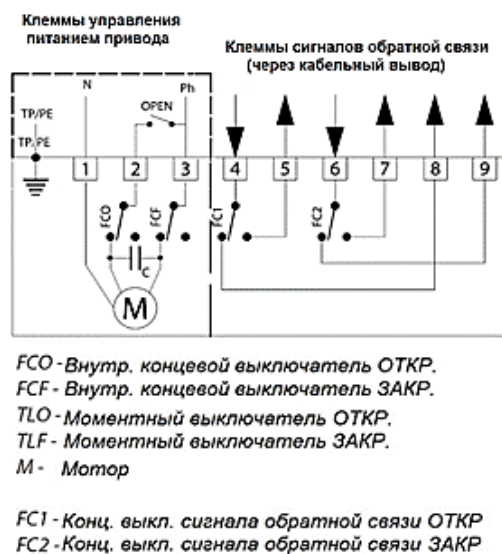 Клеммы управления
питанием привода
Клеммы сигналов обратной связи
(через кабельный вывод)
N
Ph
OPEN
TP/PE
TP/PE
1 2 3 4 5 6 7 8 9
FCO FCF FC1 FC2
C
M
FCO - Внутр. концевой выключатель ОТКР.
FCF - Внутр. концевой выключатель ЗАКР.
TLO - Моментный выключатель ОТКР.
TLF - Моментный выключатель ЗАКР.
M - Мотор
FC1 - Конц. выкл. сигнала обратной связи ОТКР
FC2 - Конц. выкл. сигнала обратной связи ЗАКР